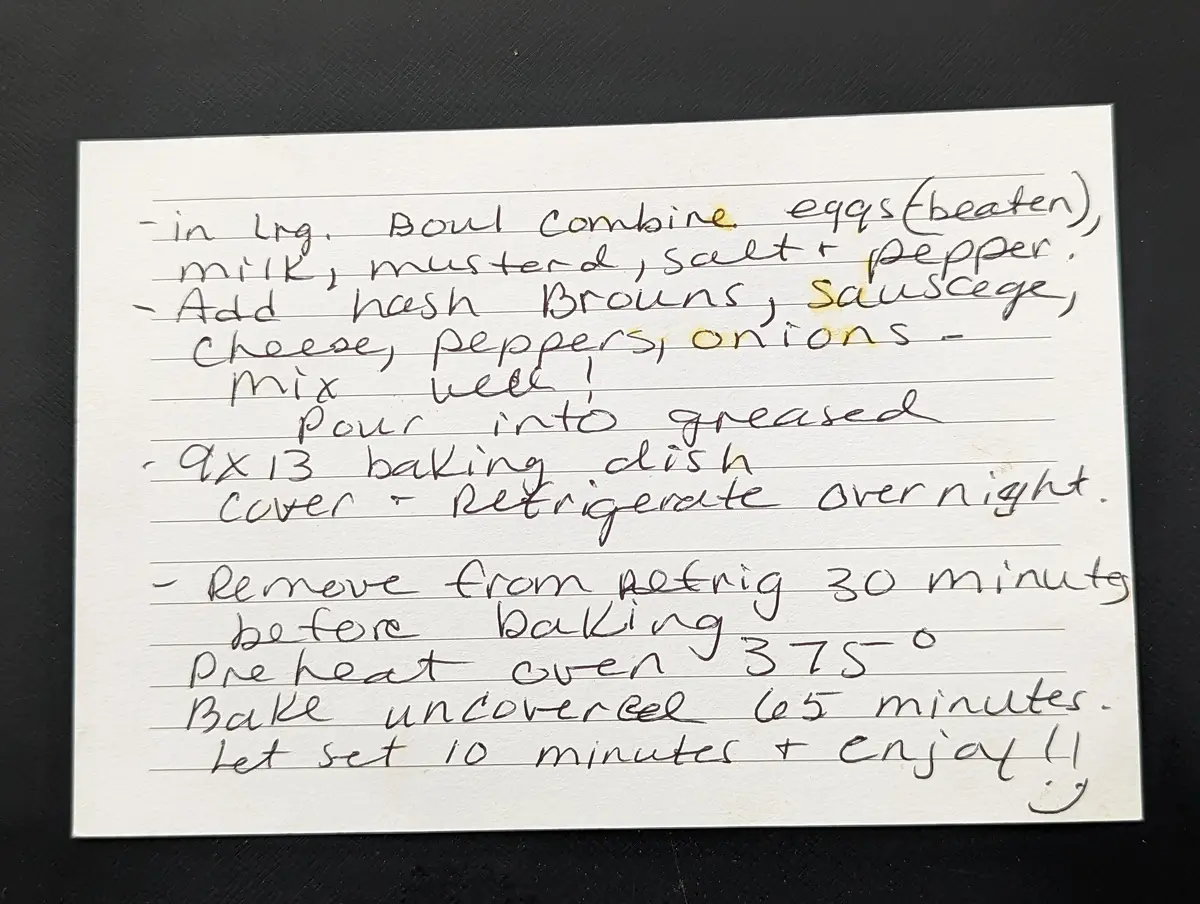 - in Lrg. Bowl combine eggs (beaten),
milk, musterd, salt + pepper.
- Add hash Browns, sauscege,
cheese, peppers, onions -
mix well!
Pour into greased
- 9x13 baking dish
cover + Refrigerate overnight.
- Remove from refrig 30 minutes
before baking
Preheat oven 375°
Bake uncovered 65 minutes.
Let set 10 minutes + enjoy!!